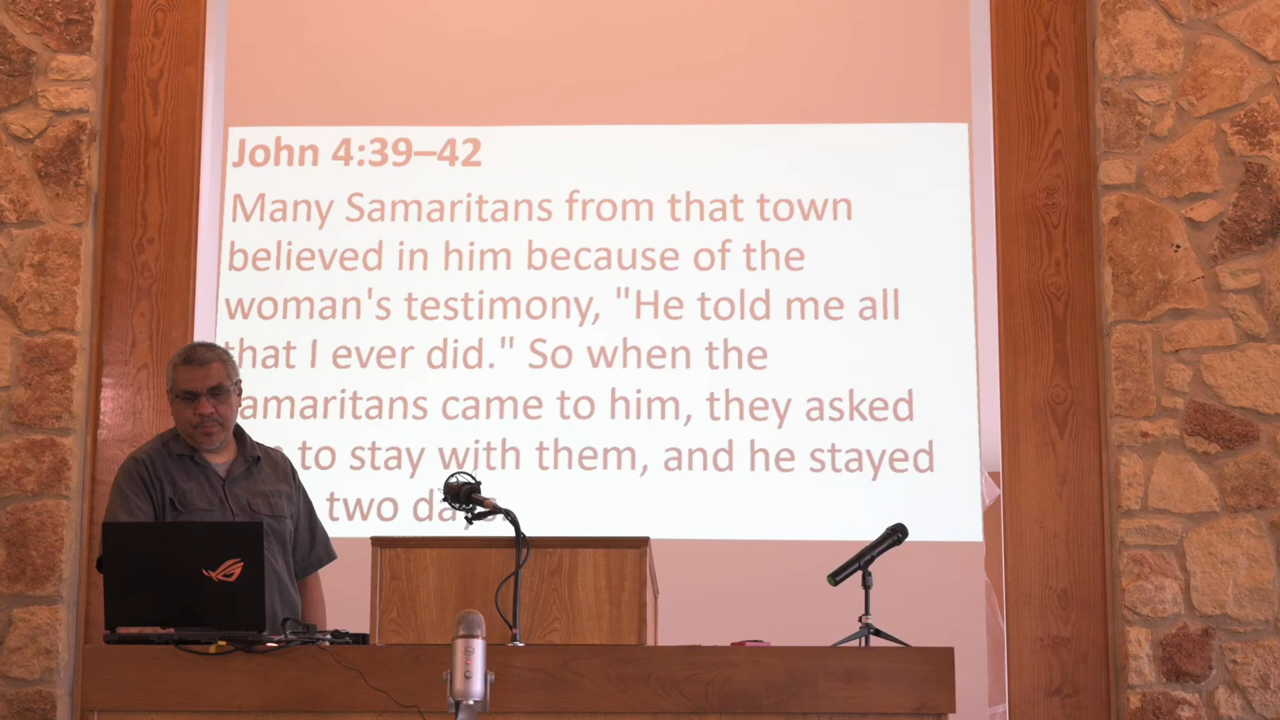 John 4:39–42
Many Samaritans from that town
believed in him because of the
woman's testimony, "He told me all
that I ever did." So when the
amaritans came to him, they asked
to stay with them, and he stayed
two days.